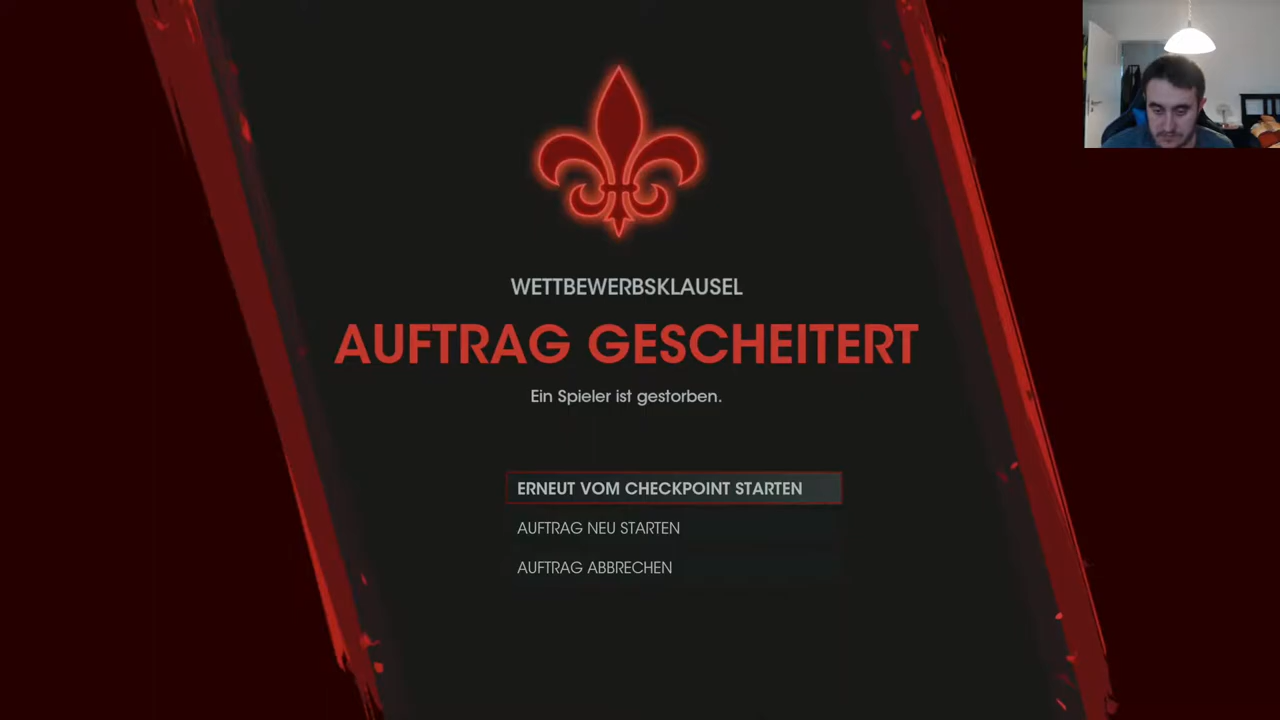 WETTBEWERBSKLAUSEL
AUFTRAG GESCHEITERT
Ein Spieler ist gestorben.
ERNEUT VOM CHECKPOINT STARTEN
AUFTRAG NEU STARTEN
AUFTRAG ABBRECHEN